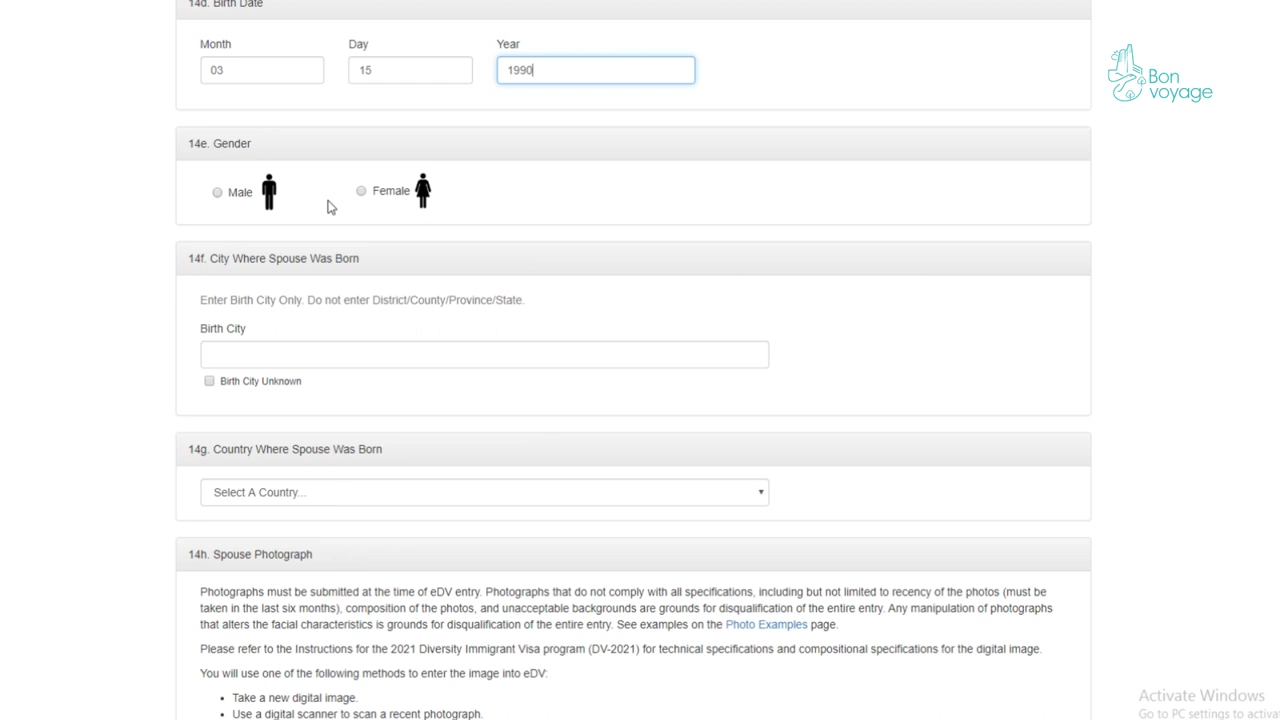 14d. Birth Date
Month Day Year
03 15 1990
14e. Gender
Male Female
14f. City Where Spouse Was Born
Enter Birth City Only. Do not enter District/County/Province/State.
Birth City
Birth City Unknown
14g. Country Where Spouse Was Born
Select A Country...
14h. Spouse Photograph
Photographs must be submitted at the time of eDV entry. Photographs that do not comply with all specifications, including but not limited to recency of the photos (must be
taken in the last six months), composition of the photos, and unacceptable backgrounds are grounds for disqualification of the entire entry. Any manipulation of photographs
that alters the facial characteristics is grounds for disqualification of the entire entry. See examples on the Photo Examples page.
Please refer to the Instructions for the 2021 Diversity Immigrant Visa program (DV-2021) for technical specifications and compositional specifications for the digital image.
You will use one of the following methods to enter the image into eDV:
• Take a new digital image.
• Use a digital scanner to scan a recent photograph.
Bon
voyage
Activate Windows
Go to PC settings to activa